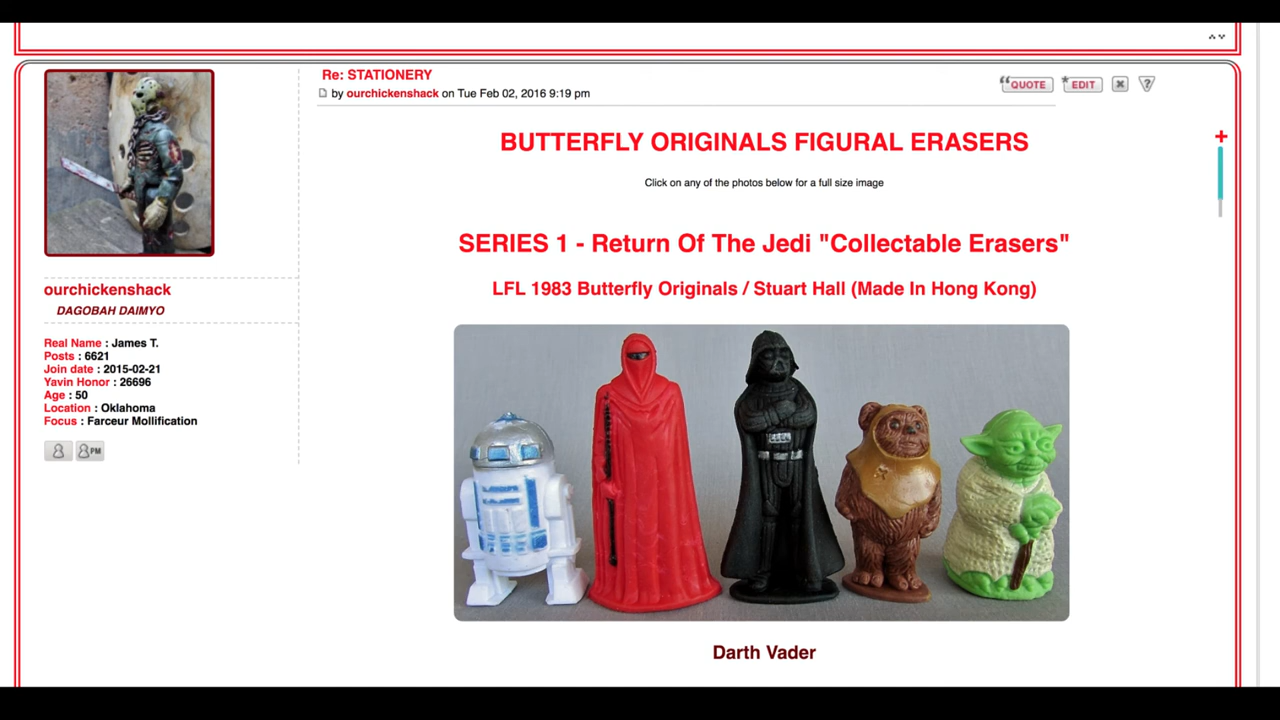 Re: STATIONERY
by ourchickenshack on Tue Feb 02, 2016 9:19 pm
QUOTE
EDIT
BUTTERFLY ORIGINALS FIGURAL ERASERS
Click on any of the photos below for a full size image
SERIES 1 - Return Of The Jedi "Collectable Erasers"
LFL 1983 Butterfly Originals / Stuart Hall (Made In Hong Kong)
ourchickenshack
DAGOBAH DAIMYO
Real Name : James T.
Posts : 6621
Join date : 2015-02-21
Yavin Honor : 26696
Age : 50
Location : Oklahoma
Focus : Farceur Mollification
PM
Darth Vader